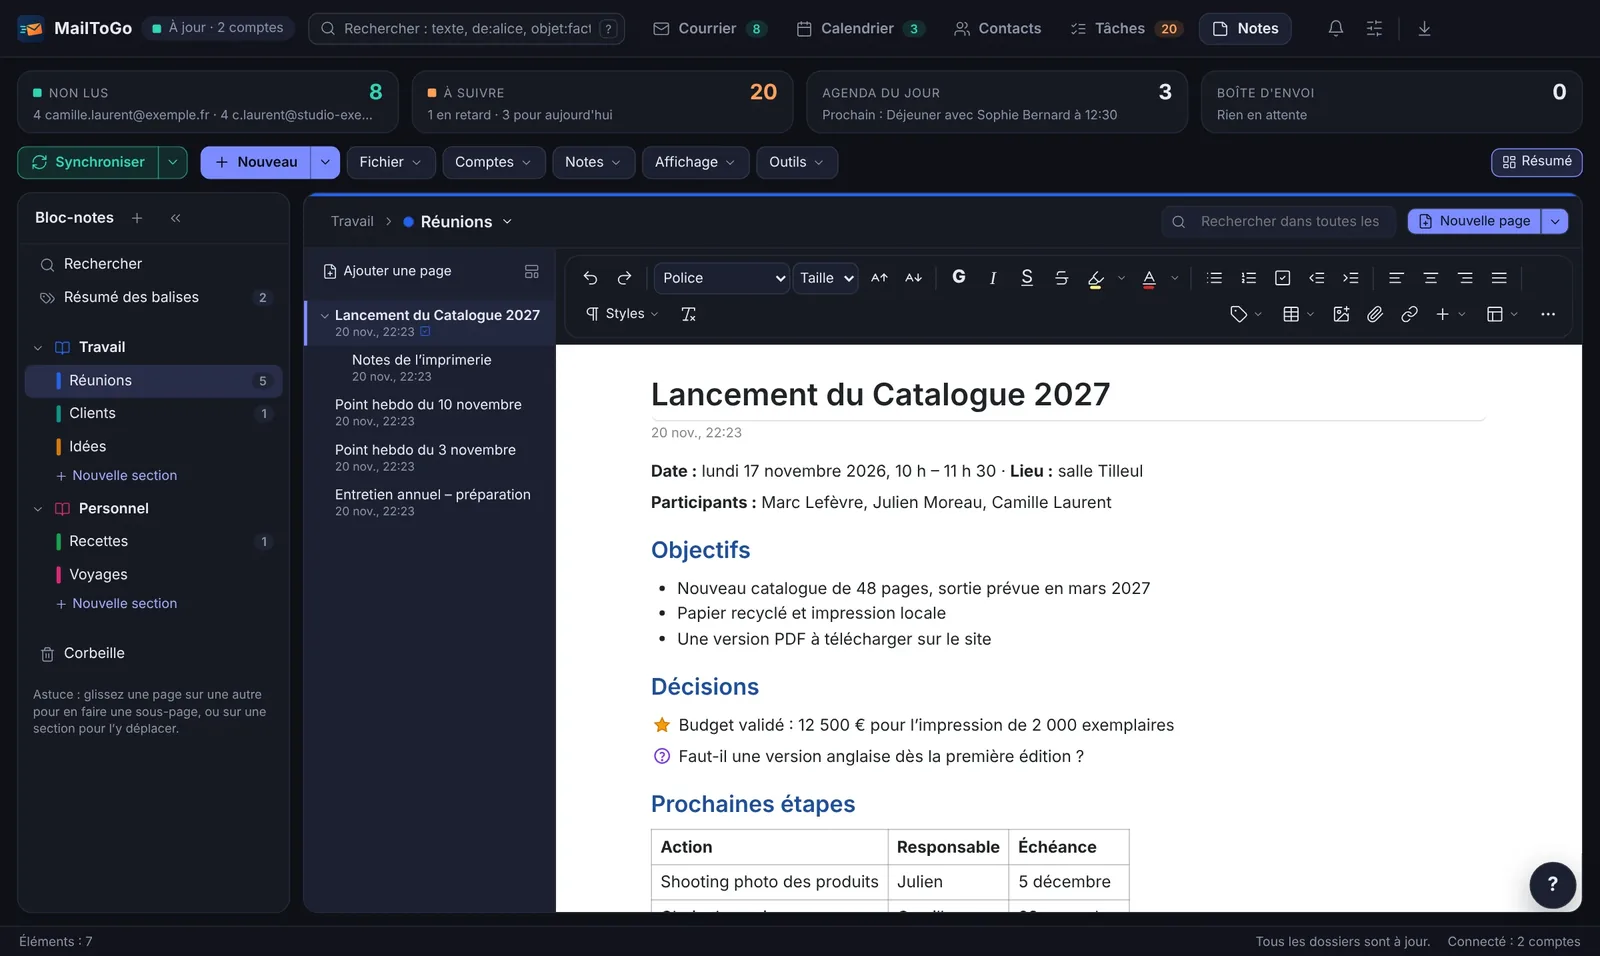 MailToGo
À jour · 2 comptes
Rechercher : texte, de:alice, objet:fact
?
Courrier 8
Calendrier 3
Contacts
Tâches 20
Notes
NON LUS 8
4 camille.laurent@exemple.fr · 4 c.laurent@studio-exe...
À SUIVRE 20
1 en retard · 3 pour aujourd'hui
AGENDA DU JOUR 3
Prochain : Déjeuner avec Sophie Bernard à 12:30
BOÎTE D'ENVOI 0
Rien en attente
Synchroniser
+ Nouveau
Fichier
Comptes
Notes
Affichage
Outils
Résumé
Bloc-notes + «
Rechercher
Résumé des balises 2
Travail
Réunions 5
Clients 1
Idées
+ Nouvelle section
Personnel
Recettes 1
Voyages
+ Nouvelle section
Corbeille
Astuce : glissez une page sur une autre
pour en faire une sous-page, ou sur une
section pour l'y déplacer.
Travail > Réunions
Rechercher dans toutes les
Nouvelle page
Ajouter une page
Lancement du Catalogue 2027
20 nov., 22:23
Notes de l’imprimerie
20 nov., 22:23
Point hebdo du 10 novembre
20 nov., 22:23
Point hebdo du 3 novembre
20 nov., 22:23
Entretien annuel – préparation
20 nov., 22:23
Police
Taille
A A G I S S A
¶ Styles
Lancement du Catalogue 2027
20 nov., 22:23
Date : lundi 17 novembre 2026, 10 h – 11 h 30 · Lieu : salle Tilleul
Participants : Marc Lefèvre, Julien Moreau, Camille Laurent
Objectifs
• Nouveau catalogue de 48 pages, sortie prévue en mars 2027
• Papier recyclé et impression locale
• Une version PDF à télécharger sur le site
Décisions
Budget validé : 12 500 € pour l’impression de 2 000 exemplaires
? Faut-il une version anglaise dès la première édition ?
Prochaines étapes
Action Responsable Échéance
Shooting photo des produits Julien 5 décembre
?
Éléments : 7
Tous les dossiers sont à jour. Connecté : 2 comptes